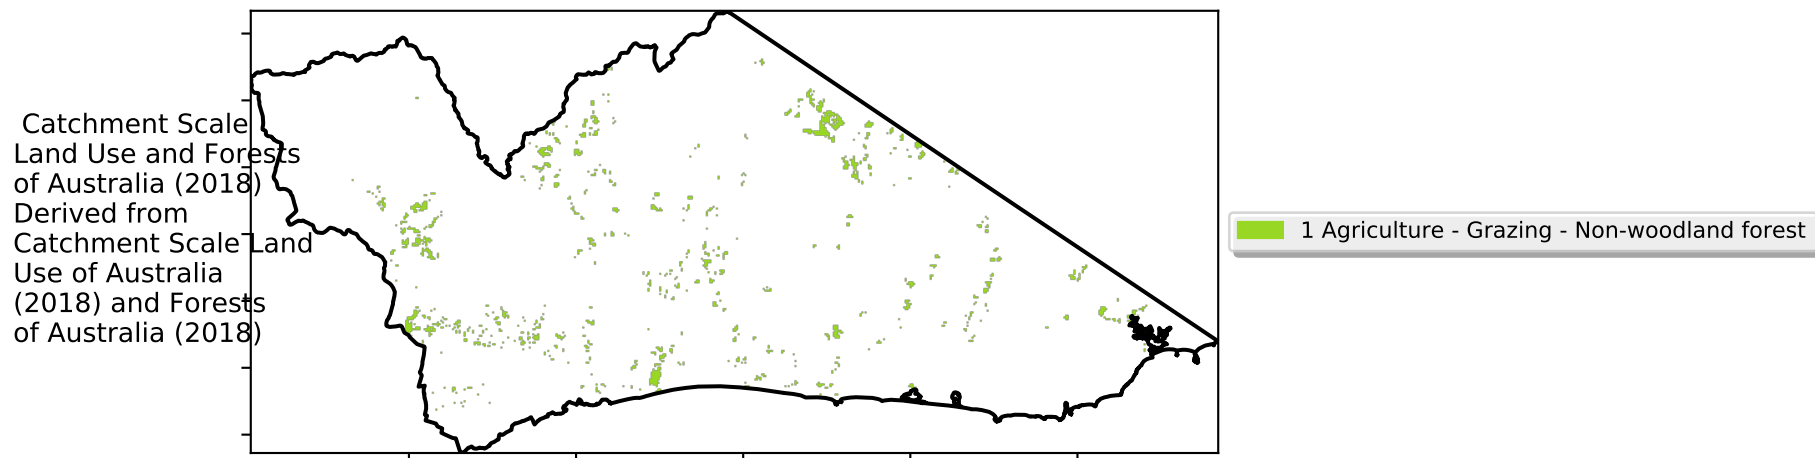 Catchment Scale
Land Use and Forests
of Australia (2018)
Derived from
Catchment Scale Land
Use of Australia
(2018) and Forests
of Australia (2018)
1 Agriculture - Grazing - Non-woodland forest